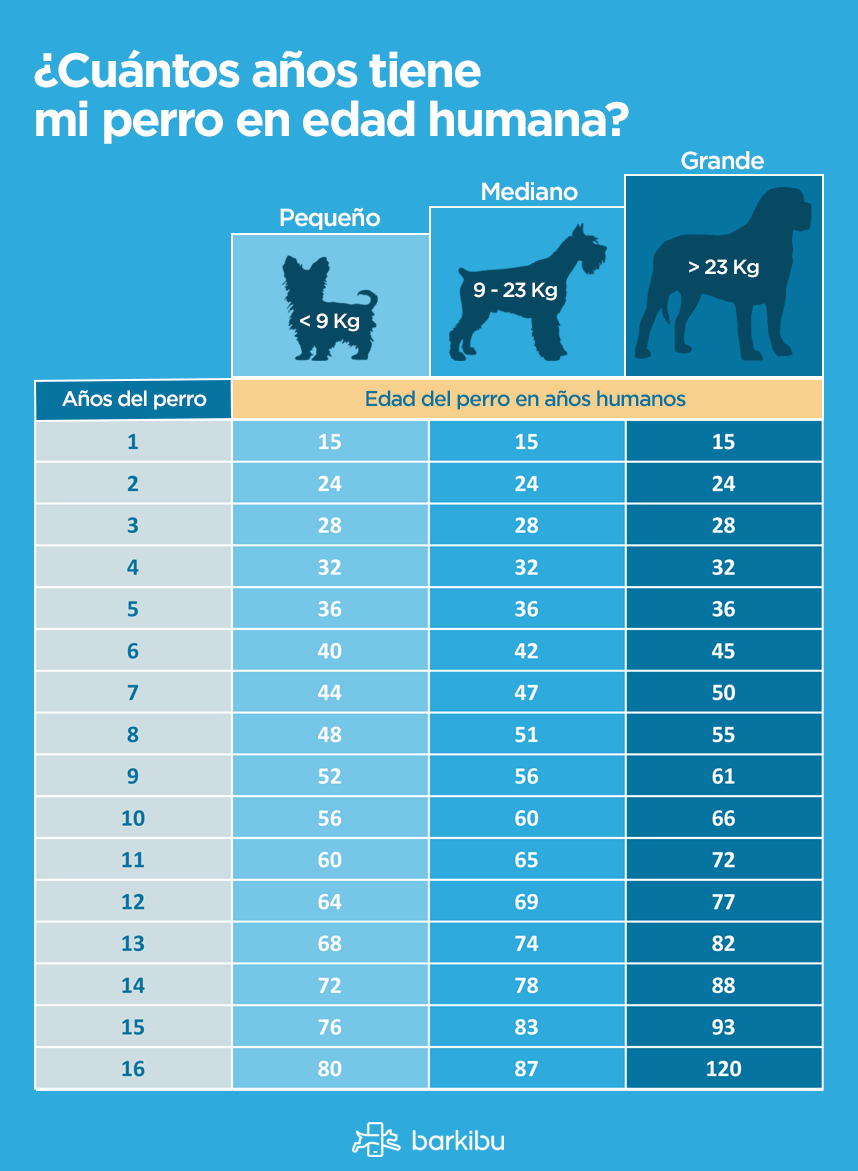 ¿Cuántos años tiene
mi perro en edad humana?
Pequeño
Mediano
Grande
< 9 Kg
9 - 23 Kg
> 23 Kg
Años del perro
Edad del perro en años humanos
1 15 15 15
2 24 24 24
3 28 28 28
4 32 32 32
5 36 36 36
6 40 42 45
7 44 47 50
8 48 51 55
9 52 56 61
10 56 60 66
11 60 65 72
12 64 69 77
13 68 74 82
14 72 78 88
15 76 83 93
16 80 87 120
barkibu